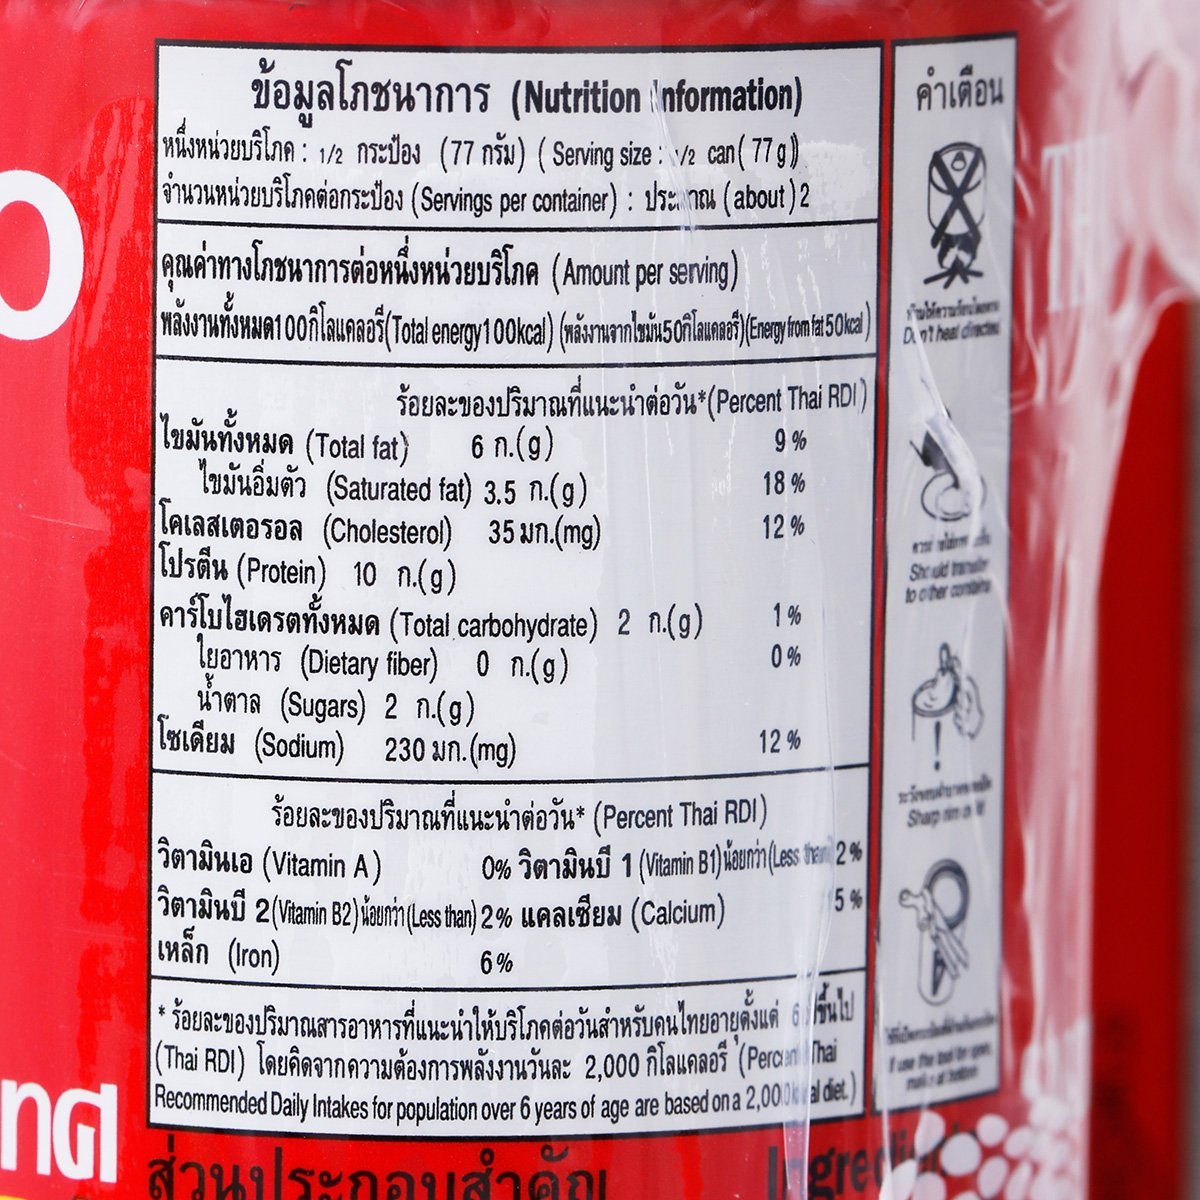 ข้อมูลโภชนาการ (Nutrition Information)
หนึ่งหน่วยบริโภค : 1/2 กระป๋อง (77 กรัม) ( Serving size : 1/2 can( 77 g ))
จำนวนหน่วยบริโภคต่อกระป๋อง (Servings per container) : ประมาณ ( about ) 2
คุณค่าทางโภชนาการต่อหนึ่งหน่วยบริโภค (Amount per serving)
พลังงานทั้งหมด100กิโลแคลอรี(Total energy100kcal) (พลังงานจากไขมัน50กิโลแคลอรี)(Energy from fat 50kcal )
ร้อยละของปริมาณที่แนะนำต่อวัน*(Percent Thai RDI )
ไขมันทั้งหมด (Total fat) 6 ก.(g) 9 %
ไขมันอิ่มตัว (Saturated fat) 3.5 ก.(g) 18 %
โคเลสเตอรอล (Cholesterol) 35 มก.(mg) 12 %
โปรตีน (Protein) 10 ก.(g)
คาร์โบไฮเดรตทั้งหมด (Total carbohydrate) 2 ก.(g) 1 %
ใยอาหาร (Dietary fiber) 0 ก.(g) 0 %
น้ำตาล (Sugars) 2 ก.(g)
โซเดียม (Sodium) 230 มก.(mg) 12 %
ร้อยละของปริมาณที่แนะนำต่อวัน* (Percent Thai RDI )
วิตามินเอ (Vitamin A ) 0% วิตามินบี 1 (Vitamin B1)น้อยกว่า(Less than) 2 %
วิตามินบี 2(Vitamin B2)น้อยกว่า(Less than) 2 % แคลเซียม (Calcium) 15 %
เหล็ก (Iron) 6 %
* ร้อยละของปริมาณสารอาหารที่แนะนำให้บริโภคต่อวันสำหรับคนไทยอายุตั้งแต่ 6 ปีขึ้นไป
(Thai RDI) โดยคิดจากความต้องการพลังงานวันละ 2,000 กิโลแคลอรี (Percent Thai
Recommended Daily Intakes for population over 6 years of age are based on a 2,000 kcal diet.)
คำเตือน
Don't heat directed
Should transfer
to other container
Sharp rim
ส่วนประกอบสำคัญ